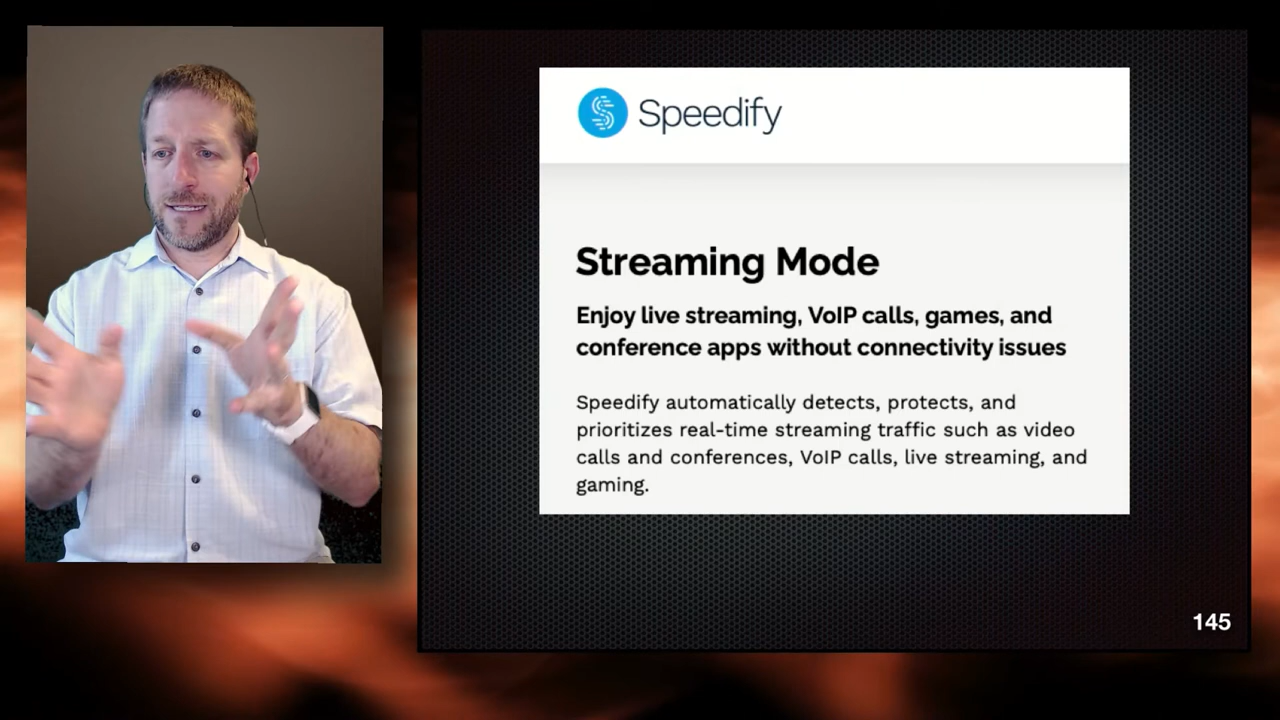 Speedify
Streaming Mode
Enjoy live streaming, VoIP calls, games, and
conference apps without connectivity issues
Speedify automatically detects, protects, and
prioritizes real-time streaming traffic such as video
calls and conferences, VoIP calls, live streaming, and
gaming.
145